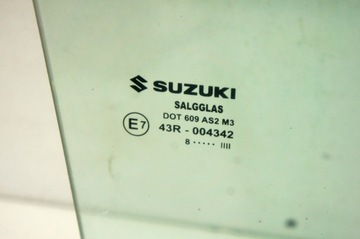 SUZUKI
SALGGLAS
DOT 609 AS2 M3
E7 43R - 004342
8 ····· IIII